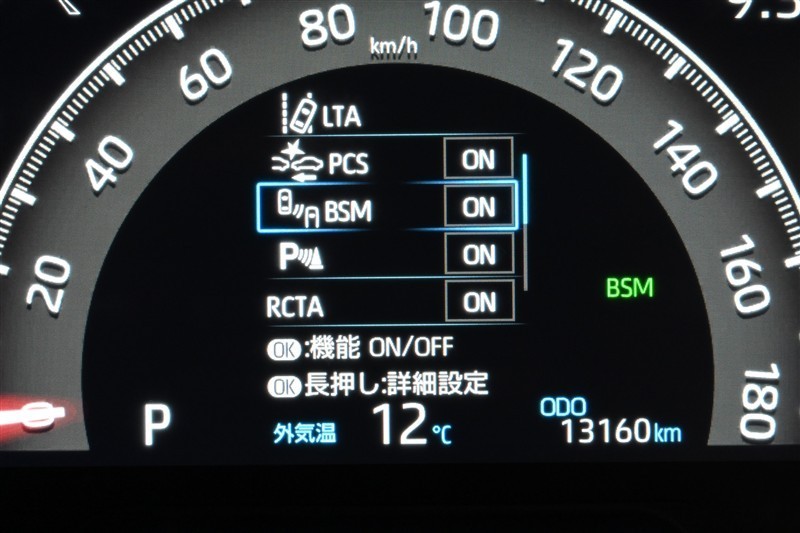 80
100
km/h
60
120
40
140
20
160
0
180
LTA
PCS ON
BSM ON
P ON
RCTA ON
BSM
OK:機能 ON/OFF
OK長押し:詳細設定
P
外気温 12℃
ODO
13160km